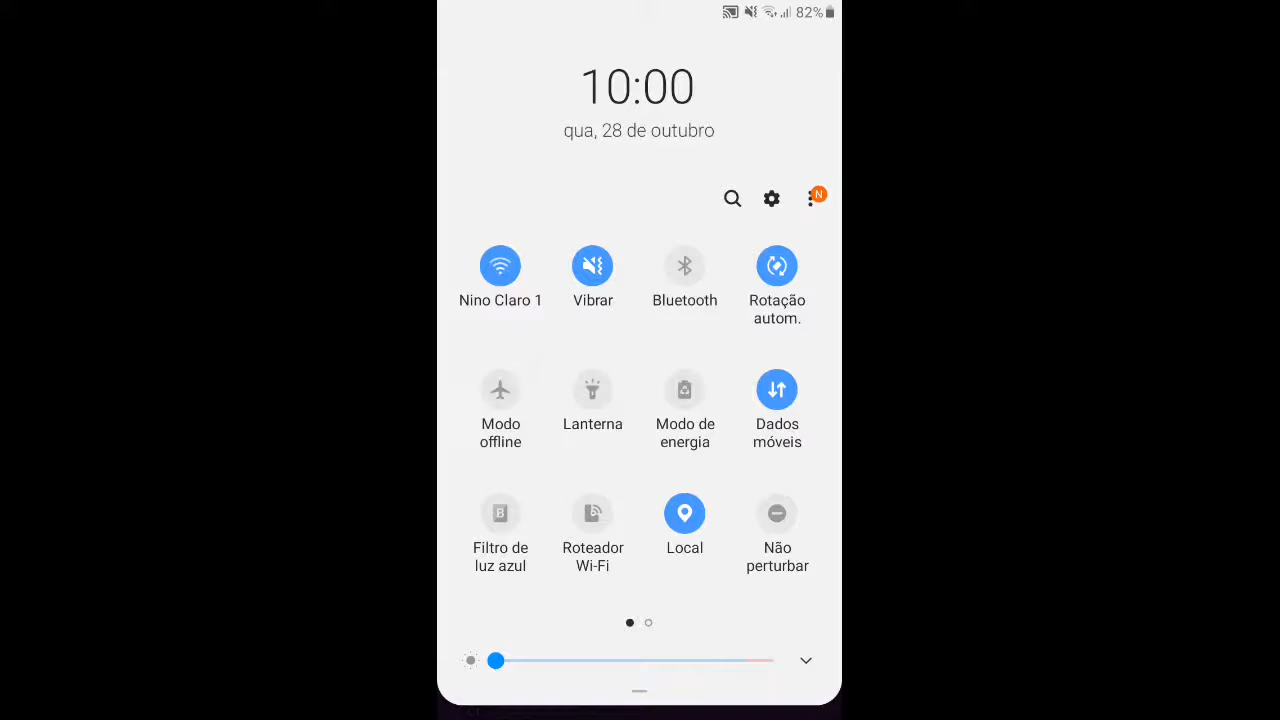 82%
10:00
qua, 28 de outubro
N
Nino Claro 1
Vibrar
Bluetooth
Rotação
autom.
Modo
offline
Lanterna
Modo de
energia
Dados
móveis
B
Filtro de
luz azul
Roteador
Wi-Fi
Local
Não
perturbar